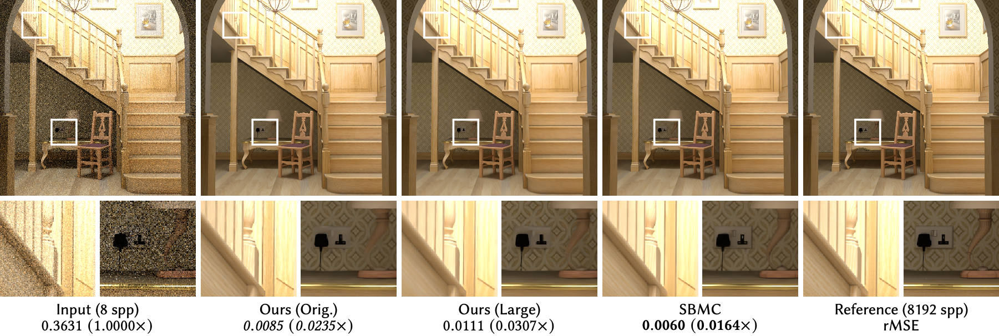 Input (8 spp)
0.3631 (1.0000×)
Ours (Orig.)
0.0085 (0.0235×)
Ours (Large)
0.0111 (0.0307×)
SBMC
0.0060 (0.0164×)
Reference (8192 spp)
rMSE